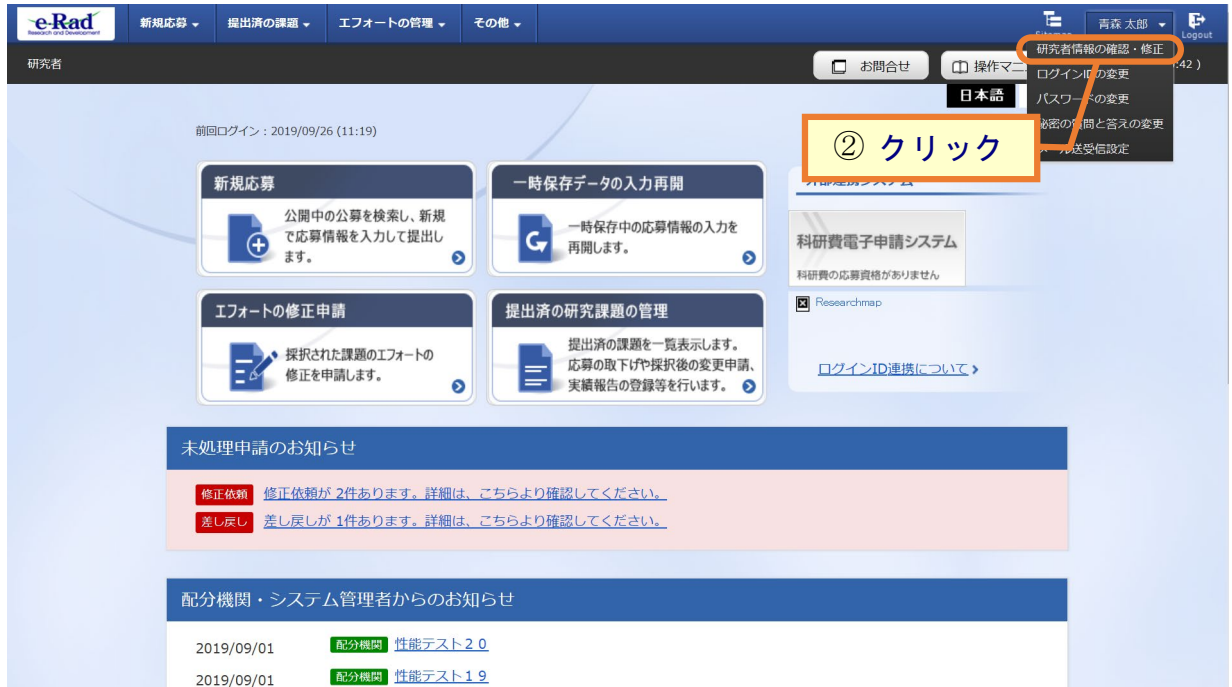 e-Rad
Research and Development
新規応募
提出済の課題
エフォートの管理
その他
青森 太郎
Logout
研究者
お問合せ
操作マニ
:42 )
研究者情報の確認・修正
ログインIDの変更
パスワードの変更
秘密の質問と答えの変更
メール送受信設定
日本語
② クリック
前回ログイン：2019/09/26 (11:19)
新規応募
公開中の公募を検索し、新規
で応募情報を入力して提出し
ます。
一時保存データの入力再開
一時保存中の応募情報の入力を
再開します。
外部連携システム
科研費電子申請システム
科研費の応募資格がありません
Researchmap
ログインID連携について
エフォートの修正申請
採択された課題のエフォートの
修正を申請します。
提出済の研究課題の管理
提出済の課題を一覧表示します。
応募の取下げや採択後の変更申請、
実績報告の登録等を行います。
未処理申請のお知らせ
修正依頼 修正依頼が 2件あります。詳細は、こちらより確認してください。
差し戻し 差し戻しが 1件あります。詳細は、こちらより確認してください。
配分機関・システム管理者からのお知らせ
2019/09/01 配分機関 性能テスト２０
2019/09/01 配分機関 性能テスト１９